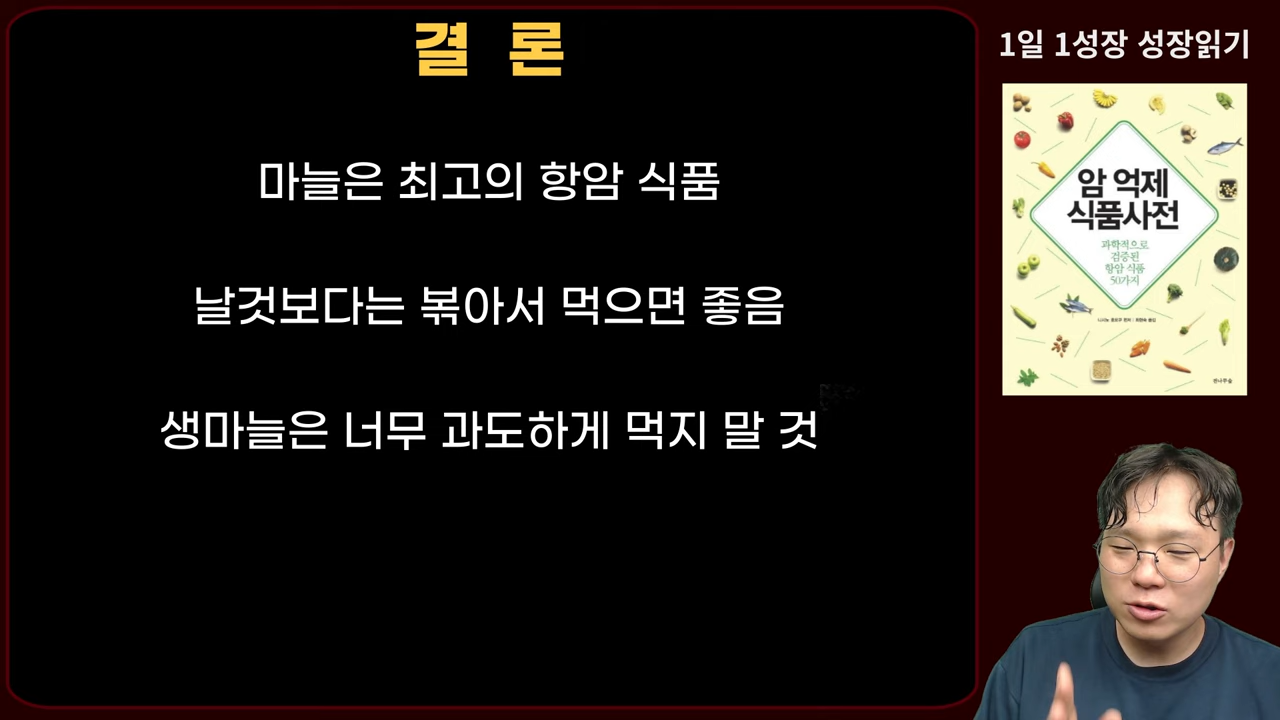 결 론
마늘은 최고의 항암 식품
날것보다는 볶아서 먹으면 좋음
생마늘은 너무 과도하게 먹지 말 것
1일 1성장 성장읽기
암 억제
식품사전
과학적으로
검증된
항암 식품
50가지